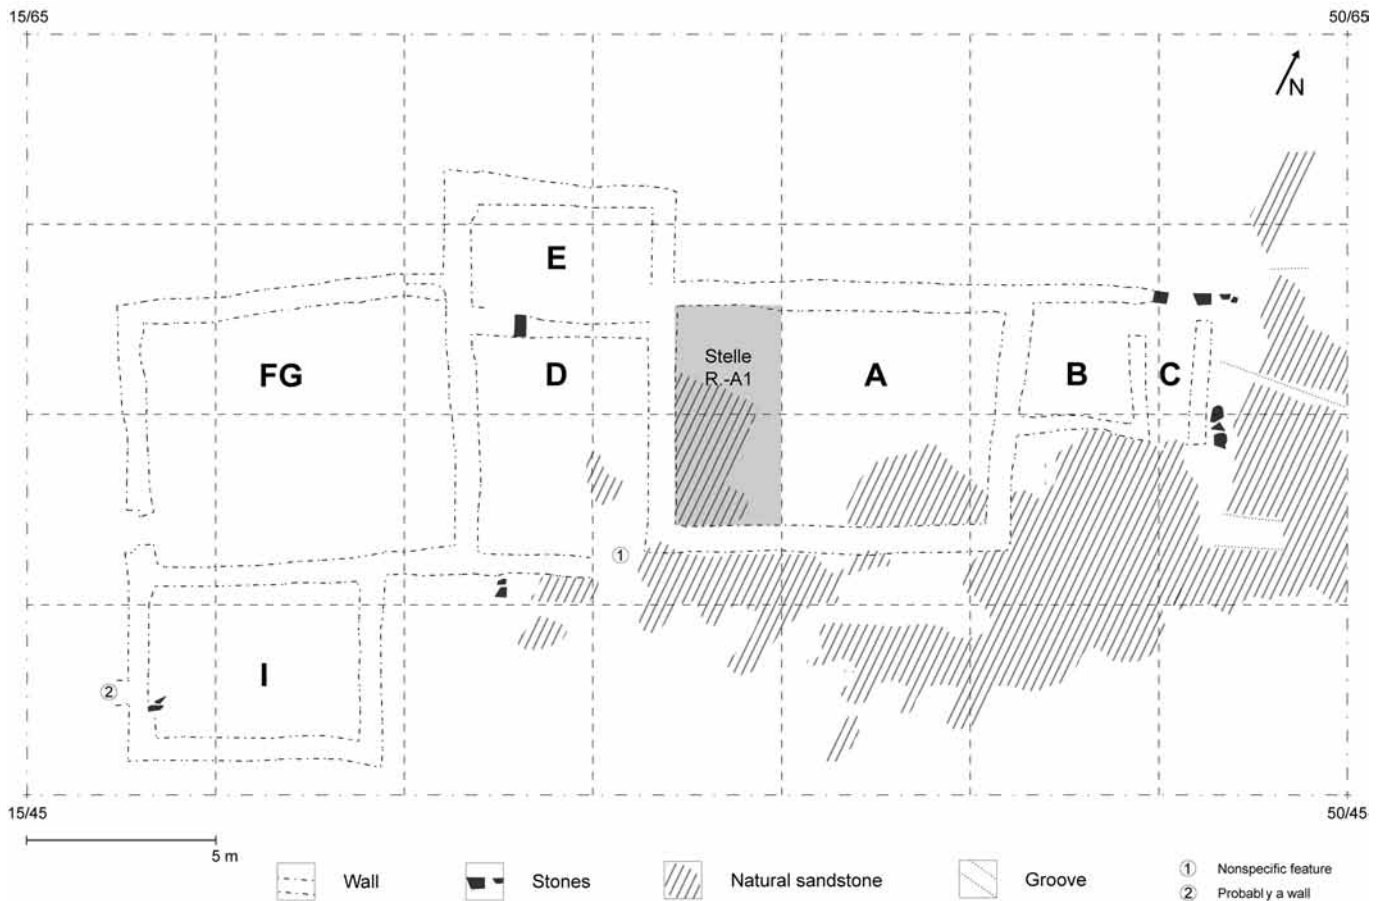 15/65
50/65
N
E
Stelle
R.-A1
FG
D
A
B
C
1
I
2
15/45
50/45
5 m
Wall
Stones
Natural sandstone
Groove
1 Nonspecific feature
2 Probably a wall